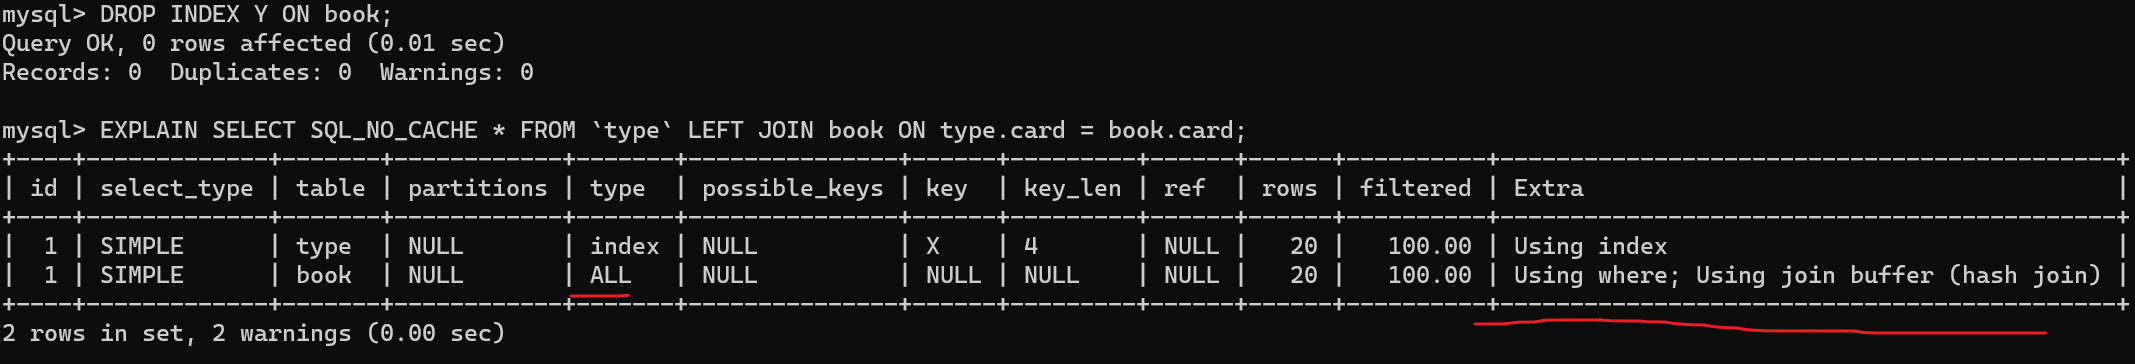 mysql> DROP INDEX Y ON book;
Query OK, 0 rows affected (0.01 sec)
Records: 0  Duplicates: 0  Warnings: 0

mysql> EXPLAIN SELECT SQL_NO_CACHE * FROM `type` LEFT JOIN book ON type.card = book.card;
+----+-------------+-------+------------+-------+---------------+------+---------+------+------+----------+--------------------------------------------+
| id | select_type | table | partitions | type  | possible_keys | key  | key_len | ref  | rows | filtered | Extra                                      |
+----+-------------+-------+------------+-------+---------------+------+---------+------+------+----------+--------------------------------------------+
|  1 | SIMPLE      | type  | NULL       | index | NULL          | X    | 4       | NULL |   20 |   100.00 | Using index                                |
|  1 | SIMPLE      | book  | NULL       | ALL   | NULL          | NULL | NULL    | NULL |   20 |   100.00 | Using where; Using join buffer (hash join) |
+----+-------------+-------+------------+-------+---------------+------+---------+------+------+----------+--------------------------------------------+
2 rows in set, 2 warnings (0.00 sec)